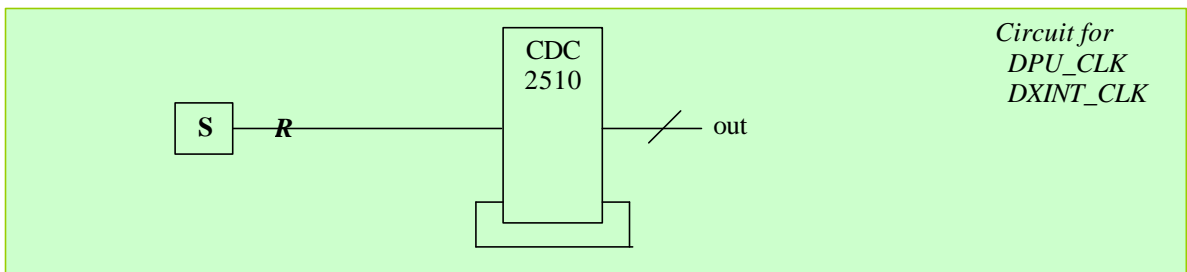 CDC
2510
Circuit for
DPU_CLK
DXINT_CLK
S
R
out